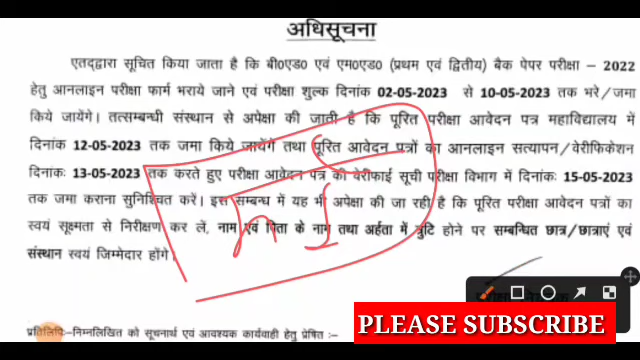 अधिसूचना
एतद्द्वारा सूचित किया जाता है कि बी०एड० एवं एम०एड० (प्रथम एवं द्वितीय) बैक पेपर परीक्षा – 2022
हेतु आनलाइन परीक्षा फार्म भराये जाने एवं परीक्षा शुल्क दिनांक 02-05-2023 से 10-05-2023 तक भरे/जमा
किये जायेंगे। तत्सम्बन्धी संस्थान से अपेक्षा की जाती है कि पूरित परीक्षा आवेदन पत्र महाविद्यालय में
दिनांक 12-05-2023 तक जमा किये जायेंगें तथा पूरित आवेदन पत्रों का आनलाइन सत्यापन/वेरीफिकेशन
दिनांकः 13-05-2023 तक करते हुए परीक्षा आवेदन पत्र की वेरीफाई सूची परीक्षा विभाग में दिनांकः 15-05-2023
तक जमा कराना सुनिश्चित करें। इस सम्बन्ध में यह भी अपेक्षा की जा रही है कि पूरित परीक्षा आवेदन पत्रों का
स्वयं सूक्ष्मता से निरीक्षण कर लें, नाम एवं पिता के नाम तथा अर्हता में त्रुटि होने पर सम्बन्धित छात्र/छात्राएं एवं
संस्थान स्वयं जिम्मेदार होंगे।
PLEASE SUBSCRIBE
प्रतिलिपिः-निम्नलिखित को सूचनार्थ एवं आवश्यक कार्यवाही हेतु प्रेषित :-